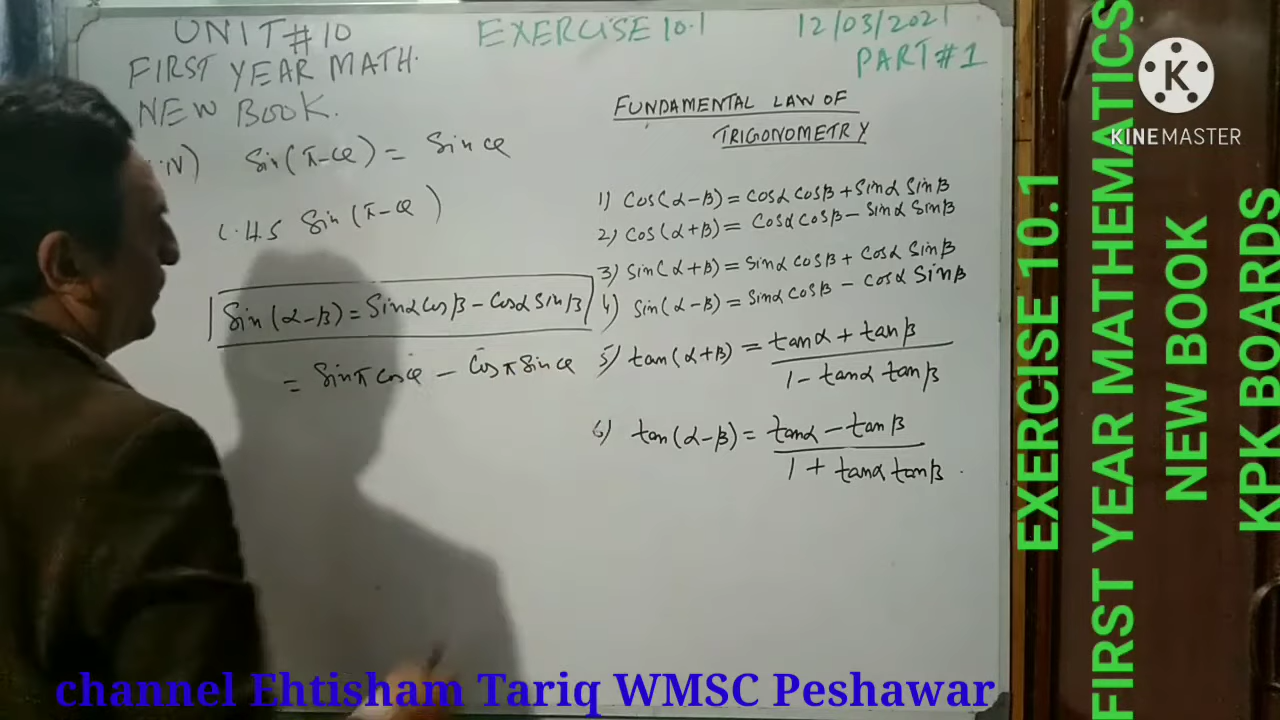 UNIT#10
FIRST YEAR MATH.
NEW BOOK.
EXERCISE 10.1
12/03/2021
PART#1
iv) Sin(π-α) = Sin α
L.H.S Sin(π-α)
Sin(α-β) = Sinα Cosβ - Cosα Sinβ
= Sinπ cosα - Cosπ Sinα
FUNDAMENTAL LAW OF
TRIGONOMETRY
1) Cos(α-β) = Cosα Cosβ + Sinα Sinβ
2) Cos(α+β) = Cosα Cosβ - Sinα Sinβ
3) Sin(α+β) = Sinα Cosβ + Cosα Sinβ
4) Sin(α-β) = Sinα Cosβ - Cosα Sinβ
5) tan(α+β) = tanα + tanβ
1 - tanα tanβ
6) tan(α-β) = tanα - tanβ
1 + tanα tanβ.
KINEMASTER
EXERCISE 10.1
FIRST YEAR MATHEMATICS
NEW BOOK
KPK BOARDS
channel Ehtisham Tariq WMSC Peshawar